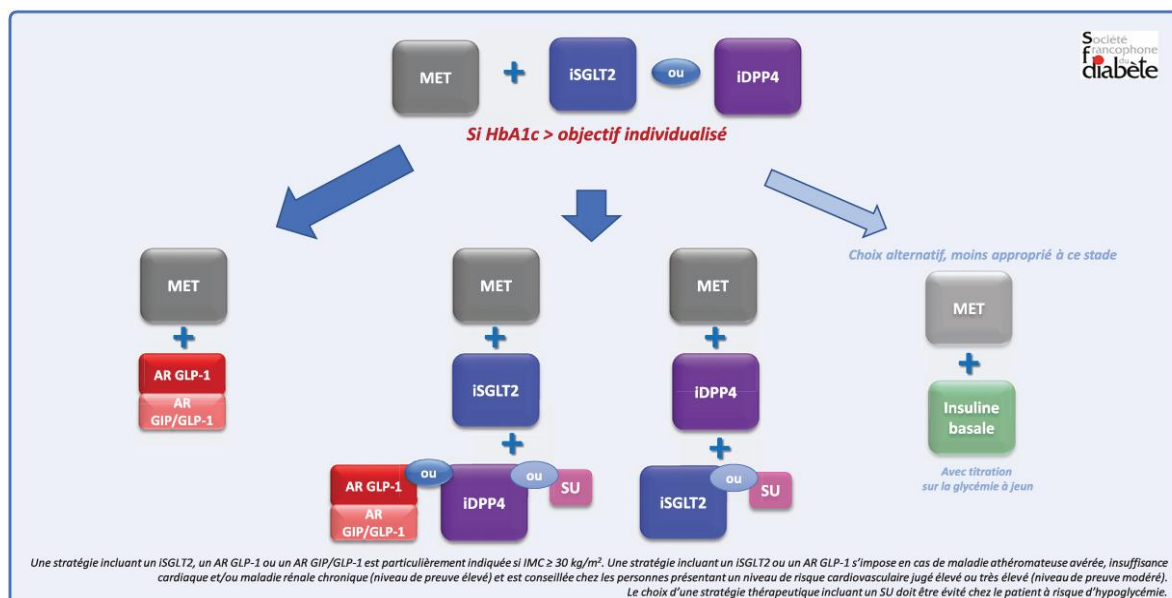 Société
Francophone
du
diabète
MET
+
iSGLT2
ou
iDPP4
Si HbA1c > objectif individualisé
Choix alternatif, moins approprié à ce stade
MET
+
AR GLP-1
AR
GIP/GLP-1
MET
+
iSGLT2
+
AR GLP-1
AR
GIP/GLP-1
ou
iDPP4
ou
SU
MET
+
iDPP4
+
iSGLT2
ou
SU
MET
+
Insuline
basale
Avec titration
sur la glycémie à jeun
Une stratégie incluant un iSGLT2, un AR GLP-1 ou un AR GIP/GLP-1 est particulièrement indiquée si IMC ≥ 30 kg/m². Une stratégie incluant un iSGLT2 ou un AR GLP-1 s’impose en cas de maladie athéromateuse avérée, insuffisance
cardiaque et/ou maladie rénale chronique (niveau de preuve élevé) et est conseillée chez les personnes présentant un niveau de risque cardiovasculaire jugé élevé ou très élevé (niveau de preuve modéré).
Le choix d’une stratégie thérapeutique incluant un SU doit être évité chez le patient à risque d’hypoglycémie.